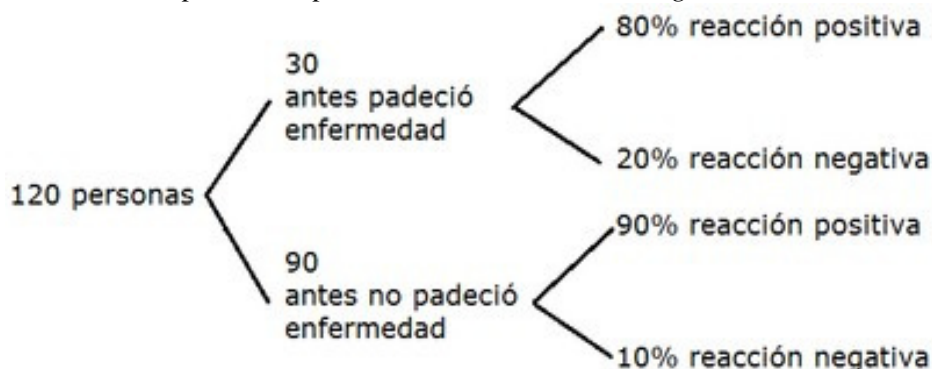 80% reacción positiva
30
antes padeció
enfermedad
20% reacción negativa
120 personas
90% reacción positiva
90
antes no padeció
enfermedad
10% reacción negativa